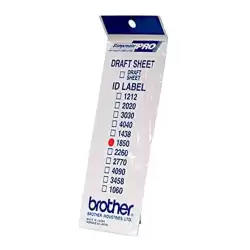 PRO
DRAFT SHEET
DRAFT
SHEET
ID LABEL
1212
2020
3030
4040
1438
1850
2260
2770
4090
3458
1060
brother
BROTHER INDUSTRIES, LTD.